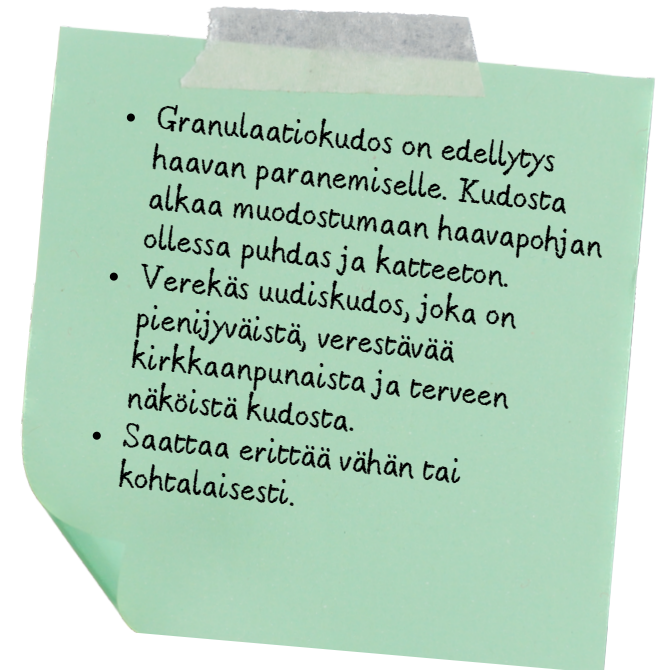 • Granulaatiokudos on edellytys
haavan paranemiselle. Kudosta
alkaa muodostumaan haavapohjan
ollessa puhdas ja katteeton.
• Verekäs uudiskudos, joka on
pienijyväistä, verestävää
kirkkaanpunaista ja terveen
näköistä kudosta.
• Saattaa erittää vähän tai
kohtalaisesti.